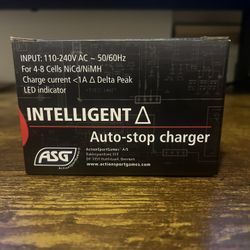 INPUT: 110-240V AC ~ 50/60Hz
For 4-8 Cells NiCd/NiMH
Charge current <1A Δ Delta Peak
LED indicator
INTELLIGENT Δ
Auto-stop charger
ASG
ActionSportGames A/S
www.actionsportgames.com